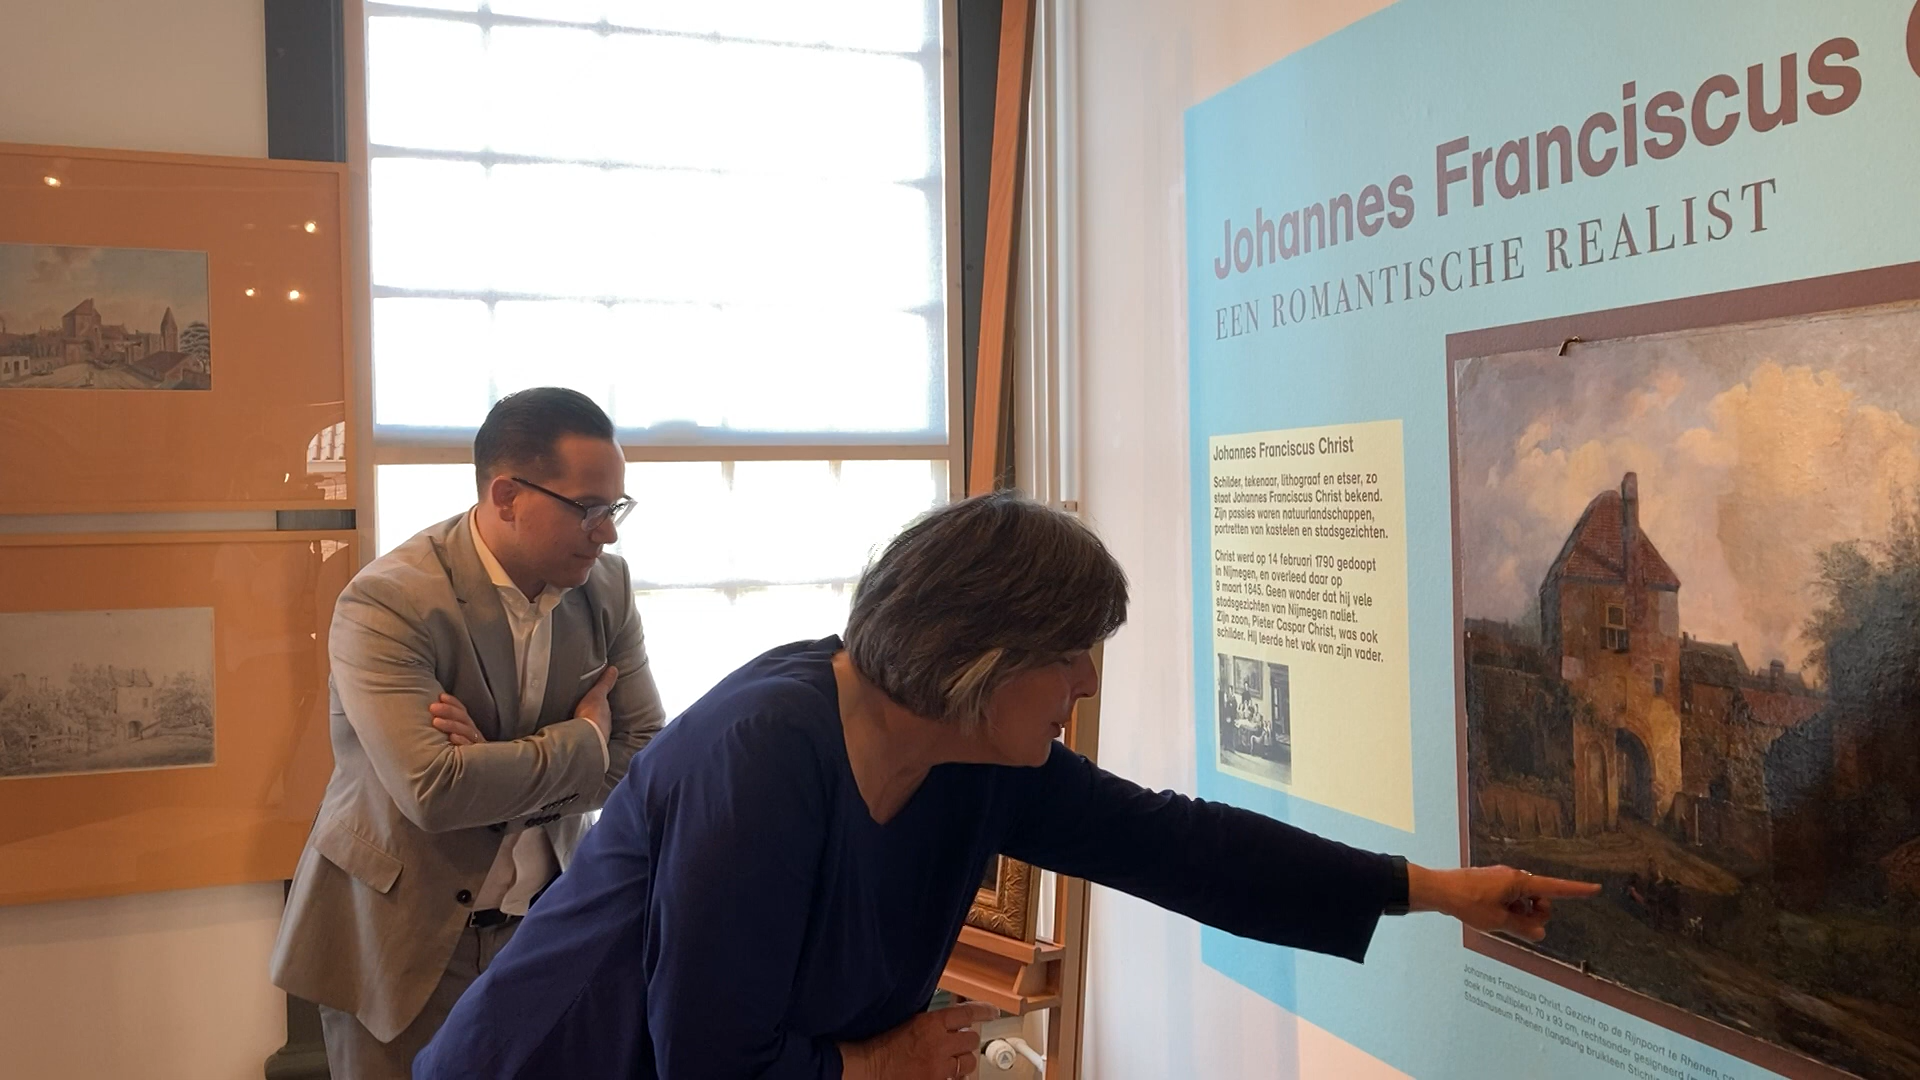 Johannes Franciscus
EEN ROMANTISCHE REALIST
Johannes Franciscus Christ
Schilder, tekenaar, lithograaf en etser, zo
staat Johannes Franciscus Christ bekend.
Zijn passies waren natuurlandschappen,
portretten van kastelen en stadsgezichten.
Christ werd op 14 februari 1790 gedoopt
in Nijmegen, en overleed daar op
9 maart 1845. Geen wonder dat hij vele
stadsgezichten van Nijmegen naliet.
Zijn zoon, Pieter Caspar Christ, was ook
schilder. Hij leerde het vak van zijn vader.
Johannes Franciscus Christ, Gezicht op de Rijnpoort te Rhenen,
doek (op multiplex), 70 x 93 cm, rechtsonder gesigneerd
Stadsmuseum Rhenen (langdurig bruikleen